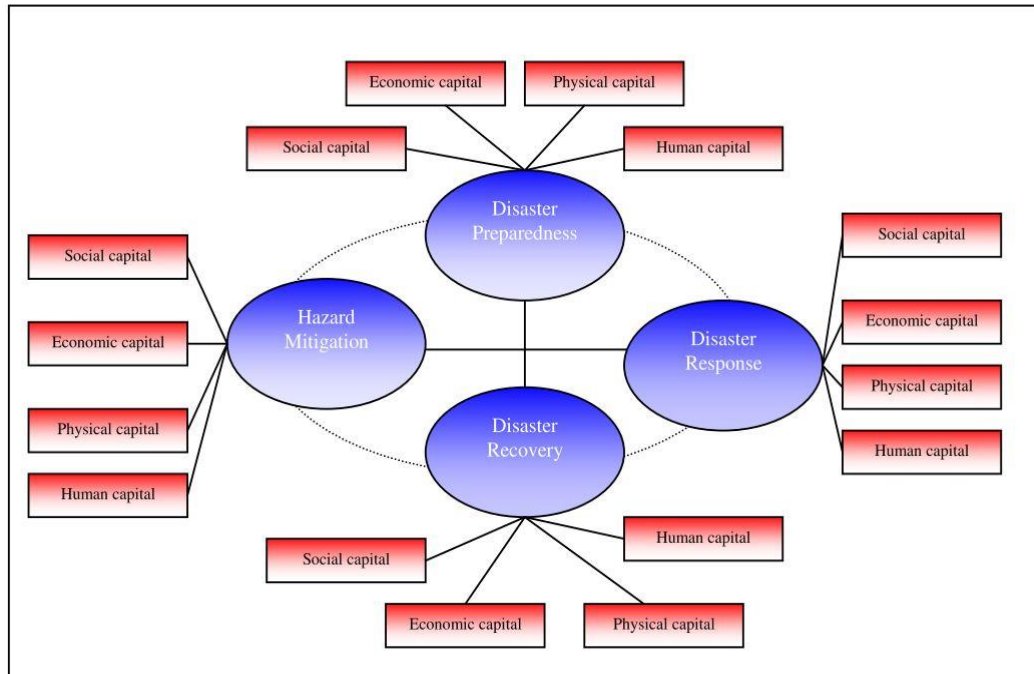 Economic capital
Physical capital
Social capital
Human capital
Disaster
Preparedness
Social capital
Economic capital
Physical capital
Human capital
Hazard
Mitigation
Disaster
Response
Social capital
Economic capital
Physical capital
Human capital
Disaster
Recovery
Social capital
Human capital
Economic capital
Physical capital